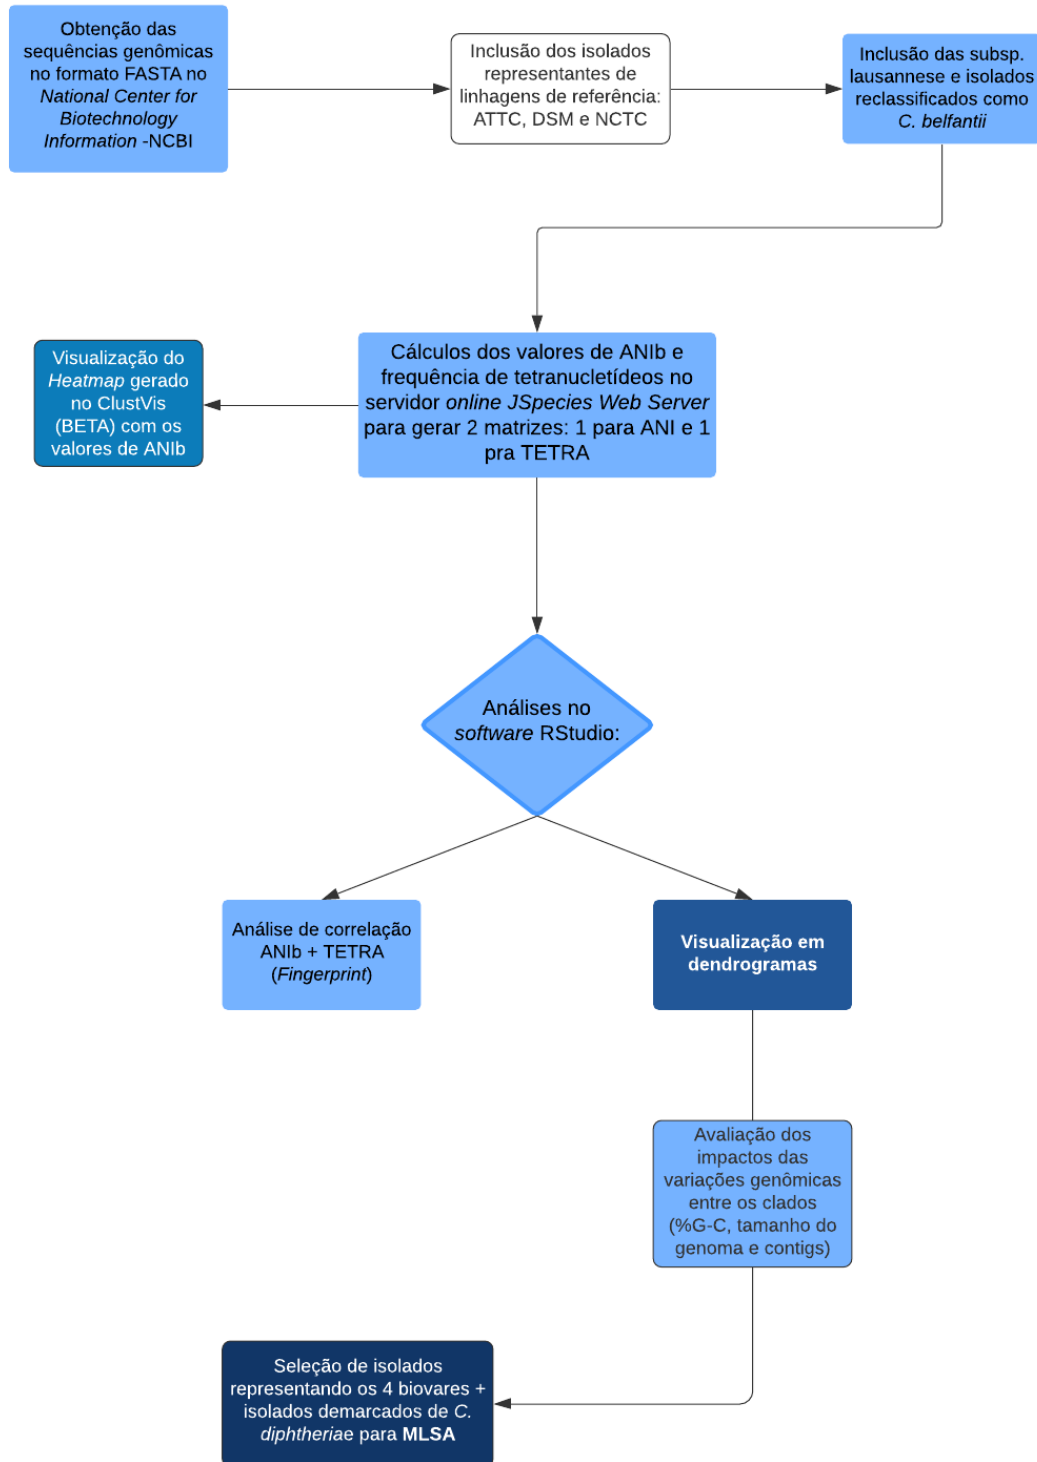 Obtenção das
sequências genômicas
no formato FASTA no
National Center for
Biotechnology
Information -NCBI
Inclusão dos isolados
representantes de
linhagens de referência:
ATTC, DSM e NCTC
Inclusão das subsp.
lausannese e isolados
reclassificados como
C. belfantii
Visualização do
Heatmap gerado
no ClustVis
(BETA) com os
valores de ANIb
Cálculos dos valores de ANIb e
frequência de tetranucletídeos no
servidor online JSpecies Web Server
para gerar 2 matrizes: 1 para ANI e 1
pra TETRA
Análises no
software RStudio:
Análise de correlação
ANIb + TETRA
(Fingerprint)
Visualização em
dendrogramas
Avaliação dos
impactos das
variações genômicas
entre os clados
(%G-C, tamanho do
genoma e contigs)
Seleção de isolados
representando os 4 biovares +
isolados demarcados de C.
diphtheriae para MLSA